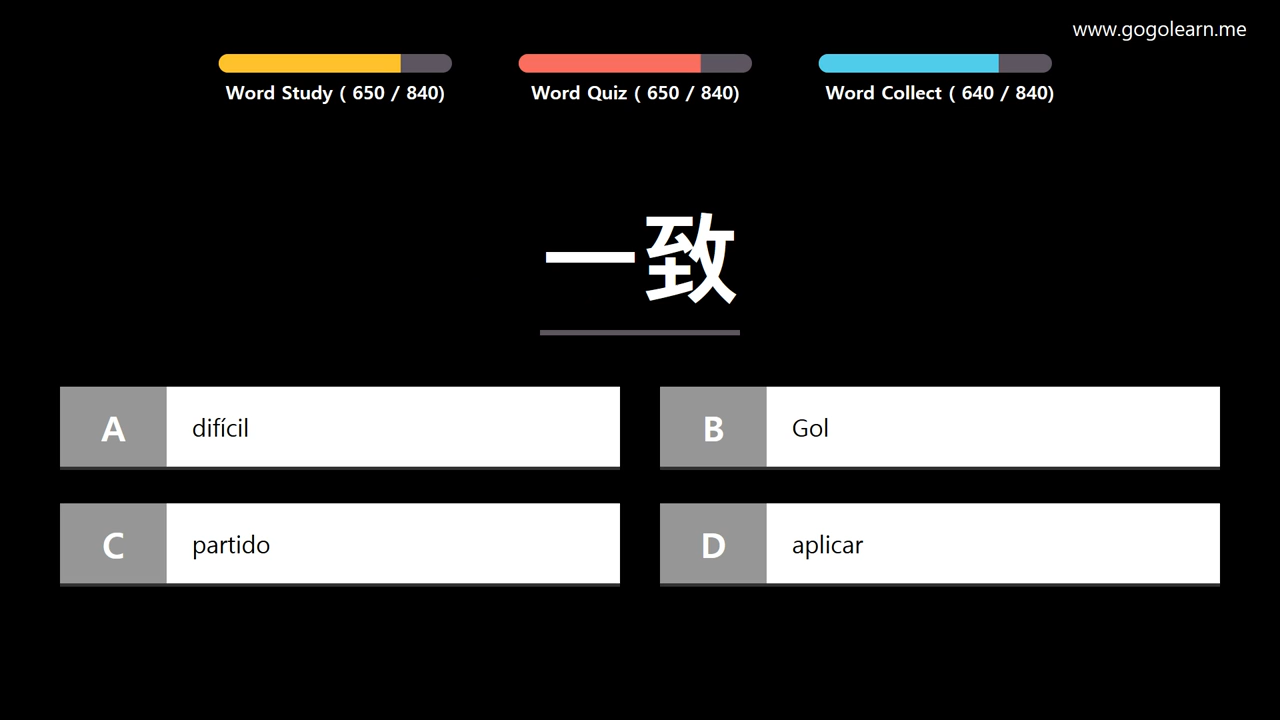 www.gogolearn.me
Word Study ( 650 / 840)
Word Quiz ( 650 / 840)
Word Collect ( 640 / 840)
一致
A difícil
B Gol
C partido
D aplicar